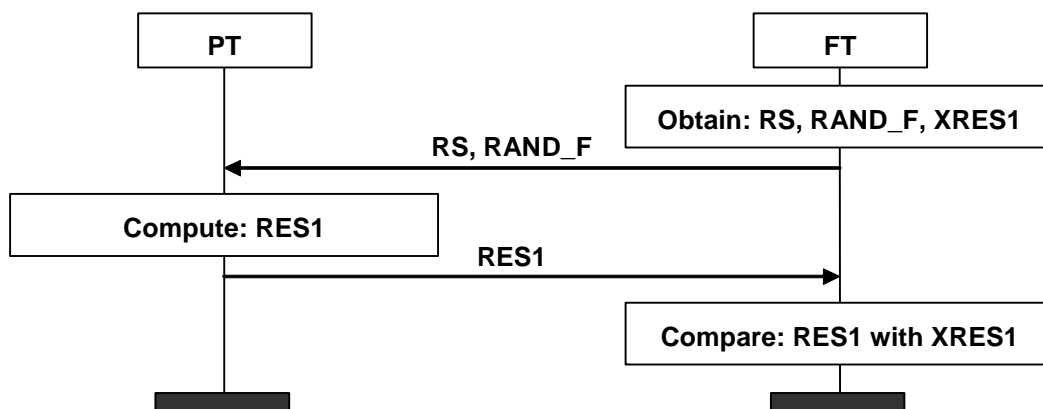 PT
FT
Obtain: RS, RAND_F, XRES1
RS, RAND_F
Compute: RES1
RES1
Compare: RES1 with XRES1